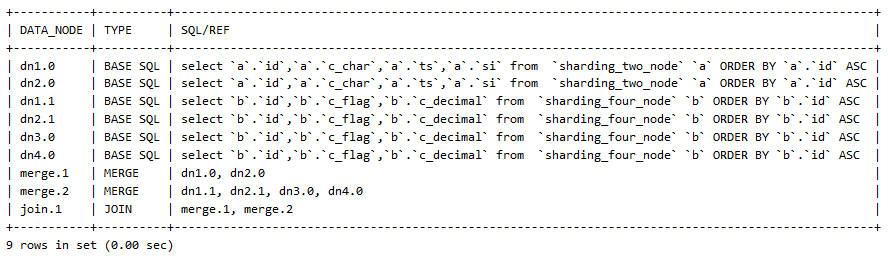 +-----------+----------+---------------------------------------------------------------------------------------------------+
| DATA_NODE | TYPE     | SQL/REF                                                                                           |
+-----------+----------+---------------------------------------------------------------------------------------------------+
| dn1.0     | BASE SQL | select `a`.`id`,`a`.`c_char`,`a`.`ts`,`a`.`si` from  `sharding_two_node` `a` ORDER BY `a`.`id` ASC |
| dn2.0     | BASE SQL | select `a`.`id`,`a`.`c_char`,`a`.`ts`,`a`.`si` from  `sharding_two_node` `a` ORDER BY `a`.`id` ASC |
| dn1.1     | BASE SQL | select `b`.`id`,`b`.`c_flag`,`b`.`c_decimal` from  `sharding_four_node` `b` ORDER BY `b`.`id` ASC |
| dn2.1     | BASE SQL | select `b`.`id`,`b`.`c_flag`,`b`.`c_decimal` from  `sharding_four_node` `b` ORDER BY `b`.`id` ASC |
| dn3.0     | BASE SQL | select `b`.`id`,`b`.`c_flag`,`b`.`c_decimal` from  `sharding_four_node` `b` ORDER BY `b`.`id` ASC |
| dn4.0     | BASE SQL | select `b`.`id`,`b`.`c_flag`,`b`.`c_decimal` from  `sharding_four_node` `b` ORDER BY `b`.`id` ASC |
| merge.1   | MERGE    | dn1.0, dn2.0                                                                                      |
| merge.2   | MERGE    | dn1.1, dn2.1, dn3.0, dn4.0                                                                        |
| join.1    | JOIN     | merge.1, merge.2                                                                                  |
+-----------+----------+---------------------------------------------------------------------------------------------------+
9 rows in set (0.00 sec)